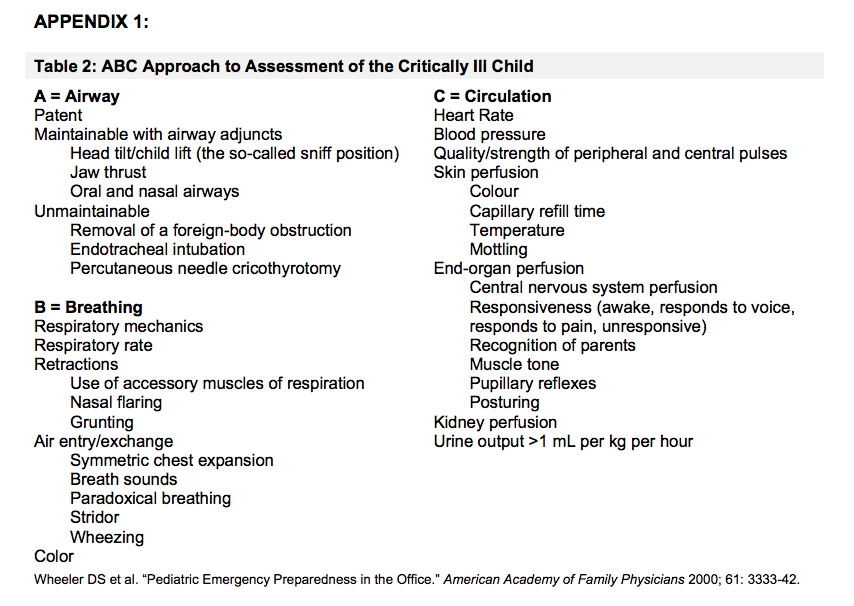 APPENDIX 1:
Table 2: ABC Approach to Assessment of the Critically Ill Child
A = Airway
Patent
Maintainable with airway adjuncts
Head tilt/child lift (the so-called sniff position)
Jaw thrust
Oral and nasal airways
Unmaintainable
Removal of a foreign-body obstruction
Endotracheal intubation
Percutaneous needle cricothyrotomy
B = Breathing
Respiratory mechanics
Respiratory rate
Retractions
Use of accessory muscles of respiration
Nasal flaring
Grunting
Air entry/exchange
Symmetric chest expansion
Breath sounds
Paradoxical breathing
Stridor
Wheezing
Color
C = Circulation
Heart Rate
Blood pressure
Quality/strength of peripheral and central pulses
Skin perfusion
Colour
Capillary refill time
Temperature
Mottling
End-organ perfusion
Central nervous system perfusion
Responsiveness (awake, responds to voice,
responds to pain, unresponsive)
Recognition of parents
Muscle tone
Pupillary reflexes
Posturing
Kidney perfusion
Urine output >1 mL per kg per hour
Wheeler DS et al. “Pediatric Emergency Preparedness in the Office.” American Academy of Family Physicians 2000; 61: 3333-42.